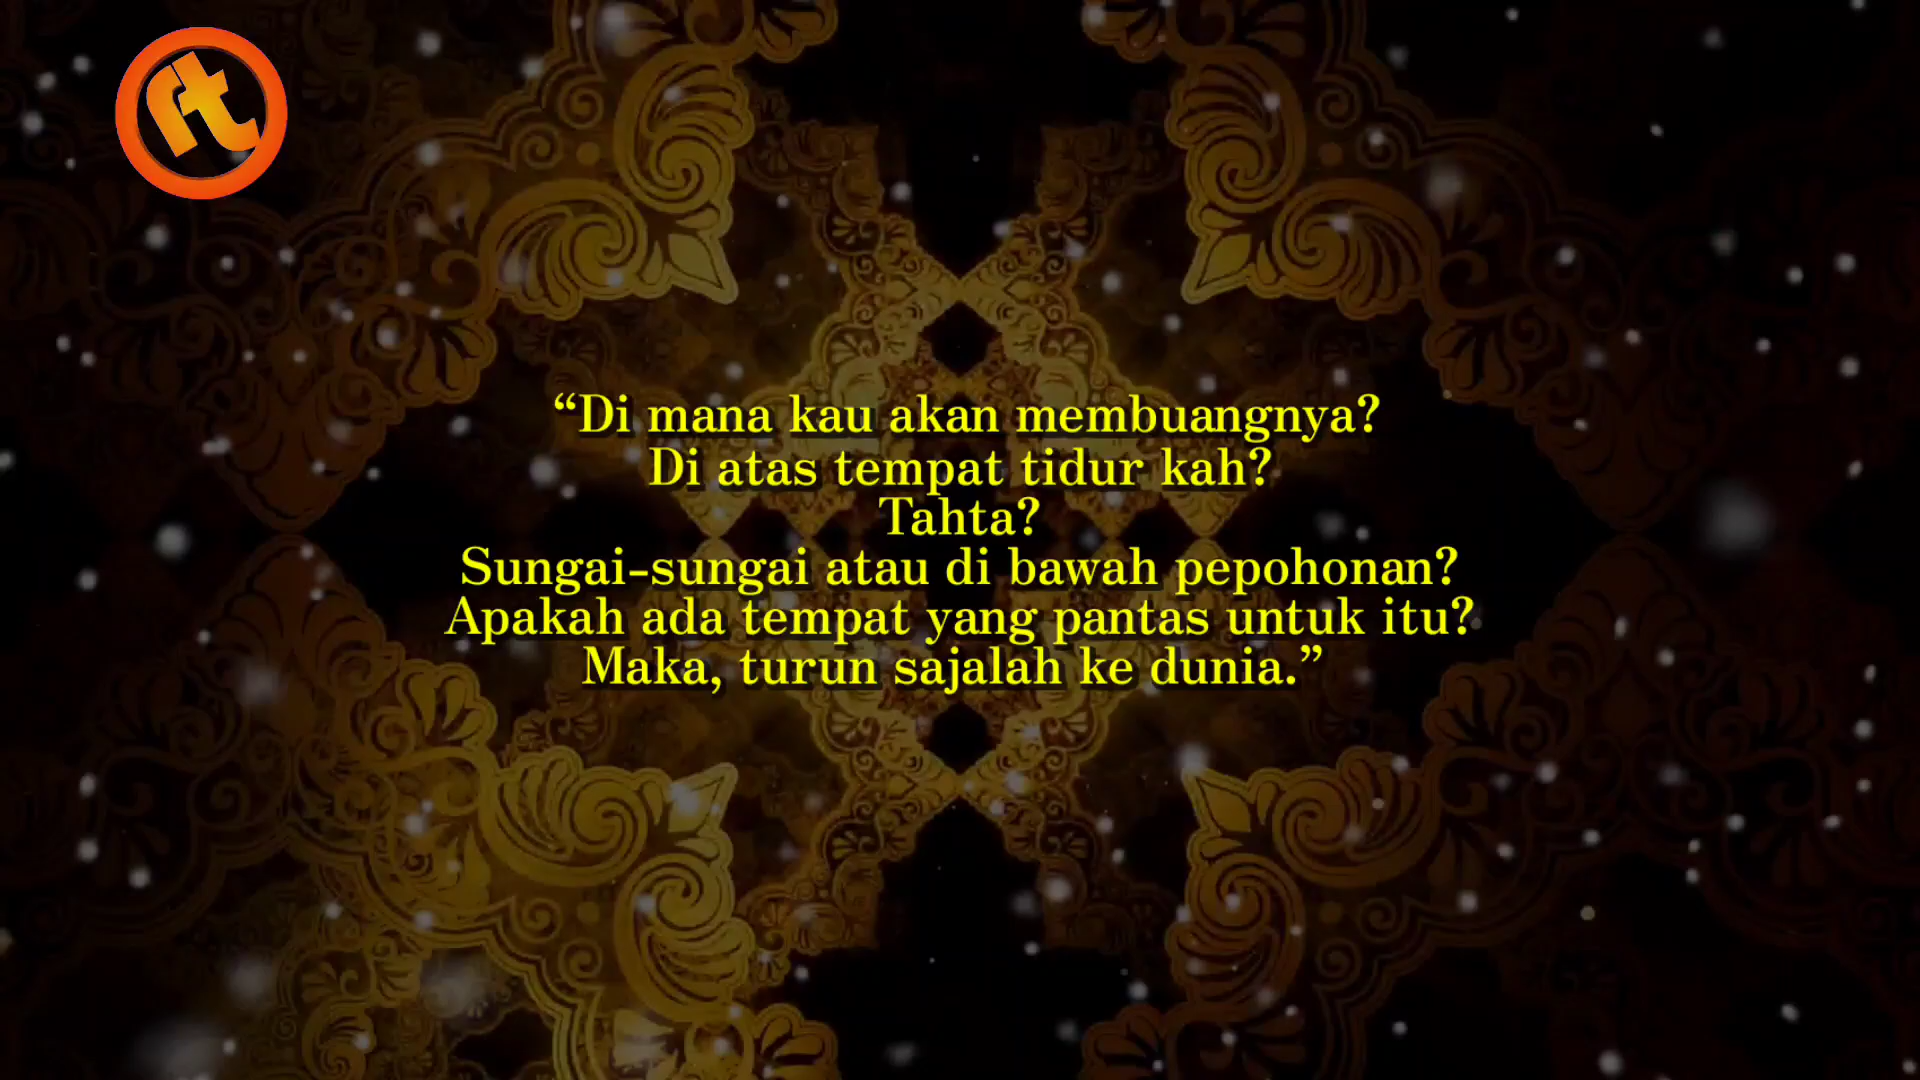 rt
“Di mana kau akan membuangnya?
Di atas tempat tidur kah?
Tahta?
Sungai-sungai atau di bawah pepohonan?
Apakah ada tempat yang pantas untuk itu?
Maka, turun sajalah ke dunia.”